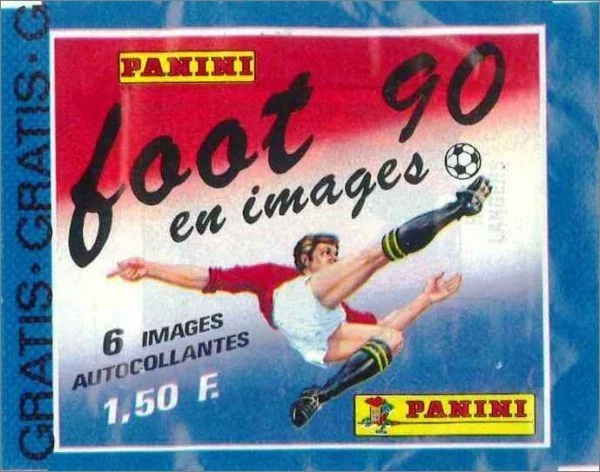 GRATIS · GRATIS · G
PANINI
foot 90
en images
6 IMAGES
AUTOCOLLANTES
1,50 F.
PANINI